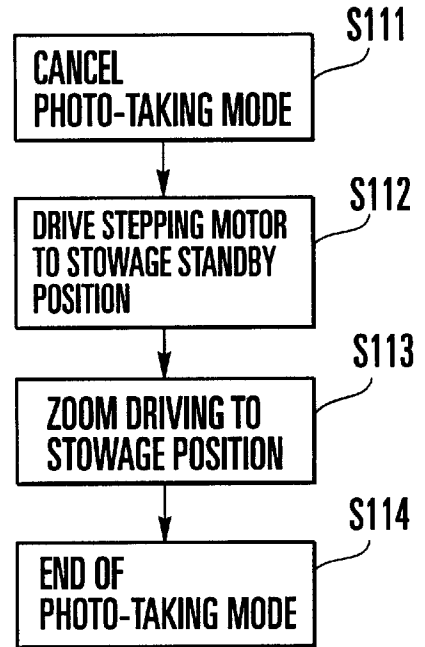 S111
CANCEL
PHOTO-TAKING MODE
S112
DRIVE STEPPING MOTOR
TO STOWAGE STANDBY
POSITION
S113
ZOOM DRIVING TO
STOWAGE POSITION
S114
END OF
PHOTO-TAKING MODE